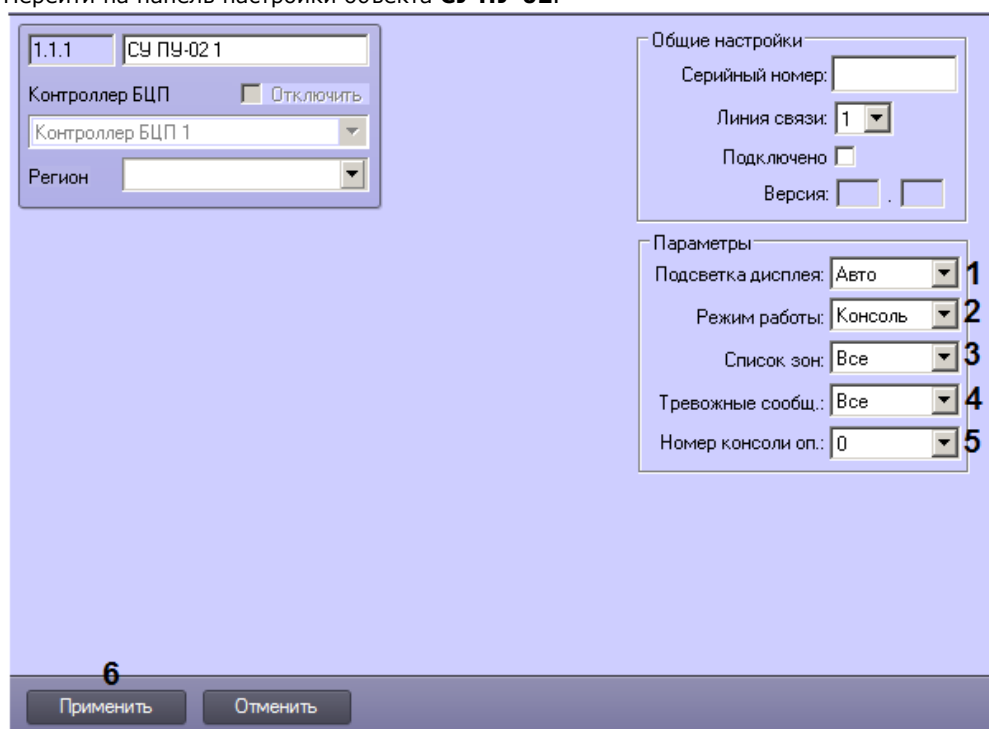 Перейти на панель настройки объекта СУ ПУ-02.
1.1.1 СУ ПУ-02 1
Контроллер БЦП Отключить
Контроллер БЦП 1
Регион
Общие настройки
Серийный номер:
Линия связи: 1
Подключено
Версия: .
Параметры
Подсветка дисплея: Авто 1
Режим работы: Консоль 2
Список зон: Все 3
Тревожные сообщ.: Все 4
Номер консоли оп.: 0 5
6
Применить Отменить